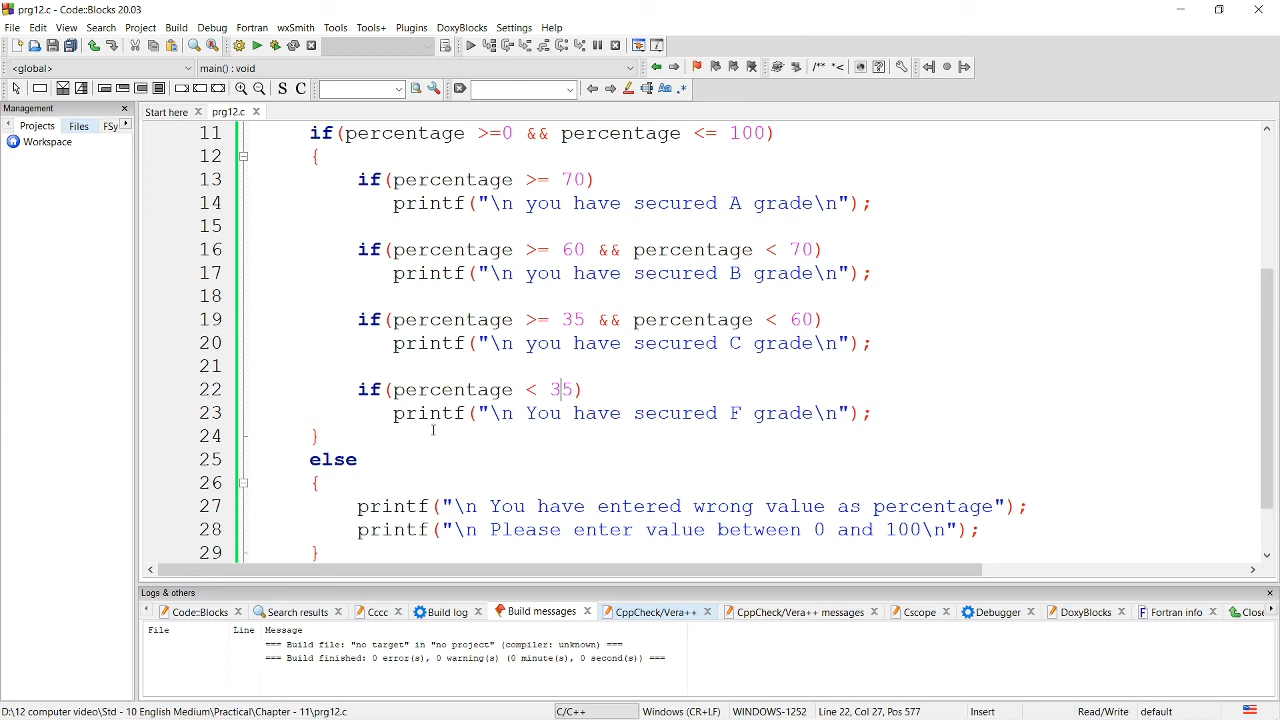 prg12.c - Code::Blocks 20.03
File Edit View Search Project Build Debug Fortran wxSmith Tools Tools+ Plugins DoxyBlocks Settings Help
<global> main() : void
/** *<
S C
Aa .*
Management
Projects Files FSy
Workspace
Start here prg12.c
11 if(percentage >=0 && percentage <= 100)
12 {
13 if(percentage >= 70)
14 printf("\n you have secured A grade\n");
15
16 if(percentage >= 60 && percentage < 70)
17 printf("\n you have secured B grade\n");
18
19 if(percentage >= 35 && percentage < 60)
20 printf("\n you have secured C grade\n");
21
22 if(percentage < 35)
23 printf("\n You have secured F grade\n");
24 }
25 else
26 {
27 printf("\n You have entered wrong value as percentage");
28 printf("\n Please enter value between 0 and 100\n");
29 }
Logs & others
Code::Blocks Search results Cccc Build log Build messages CppCheck/Vera++ CppCheck/Vera++ messages Cscope Debugger DoxyBlocks Fortran info Close
File Line Message
=== Build file: "no target" in "no project" (compiler: unknown) ===
=== Build finished: 0 error(s), 0 warning(s) (0 minute(s), 0 second(s)) ===
D:\12 computer video\Std - 10 English Medium\Practical\Chapter - 11\prg12.c C/C++ Windows (CR+LF) WINDOWS-1252 Line 22, Col 27, Pos 577 Insert Read/Write default